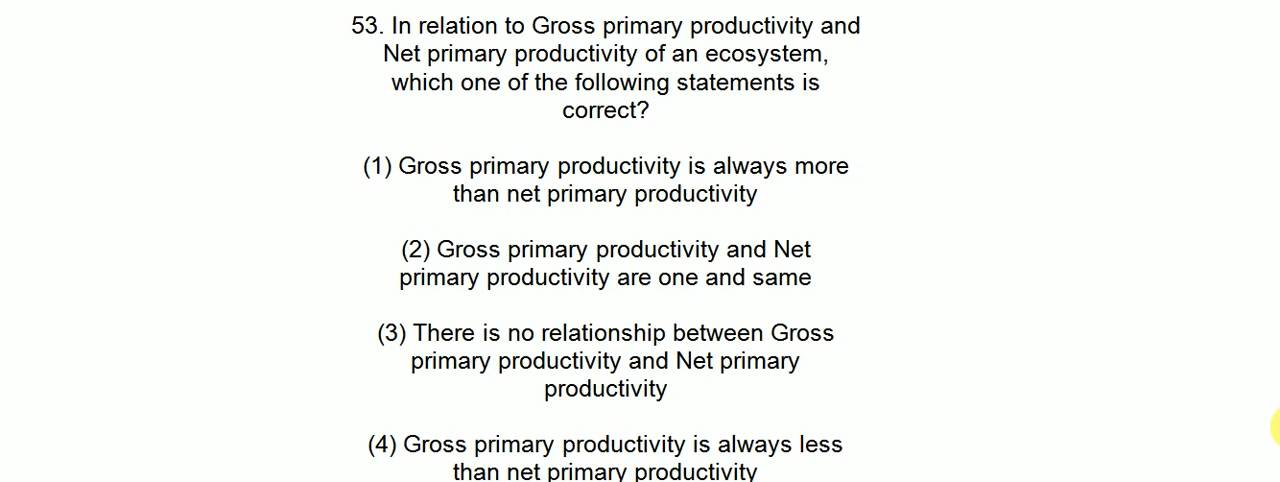 53. In relation to Gross primary productivity and
Net primary productivity of an ecosystem,
which one of the following statements is
correct?
(1) Gross primary productivity is always more
than net primary productivity
(2) Gross primary productivity and Net
primary productivity are one and same
(3) There is no relationship between Gross
primary productivity and Net primary
productivity
(4) Gross primary productivity is always less
than net primary productivity